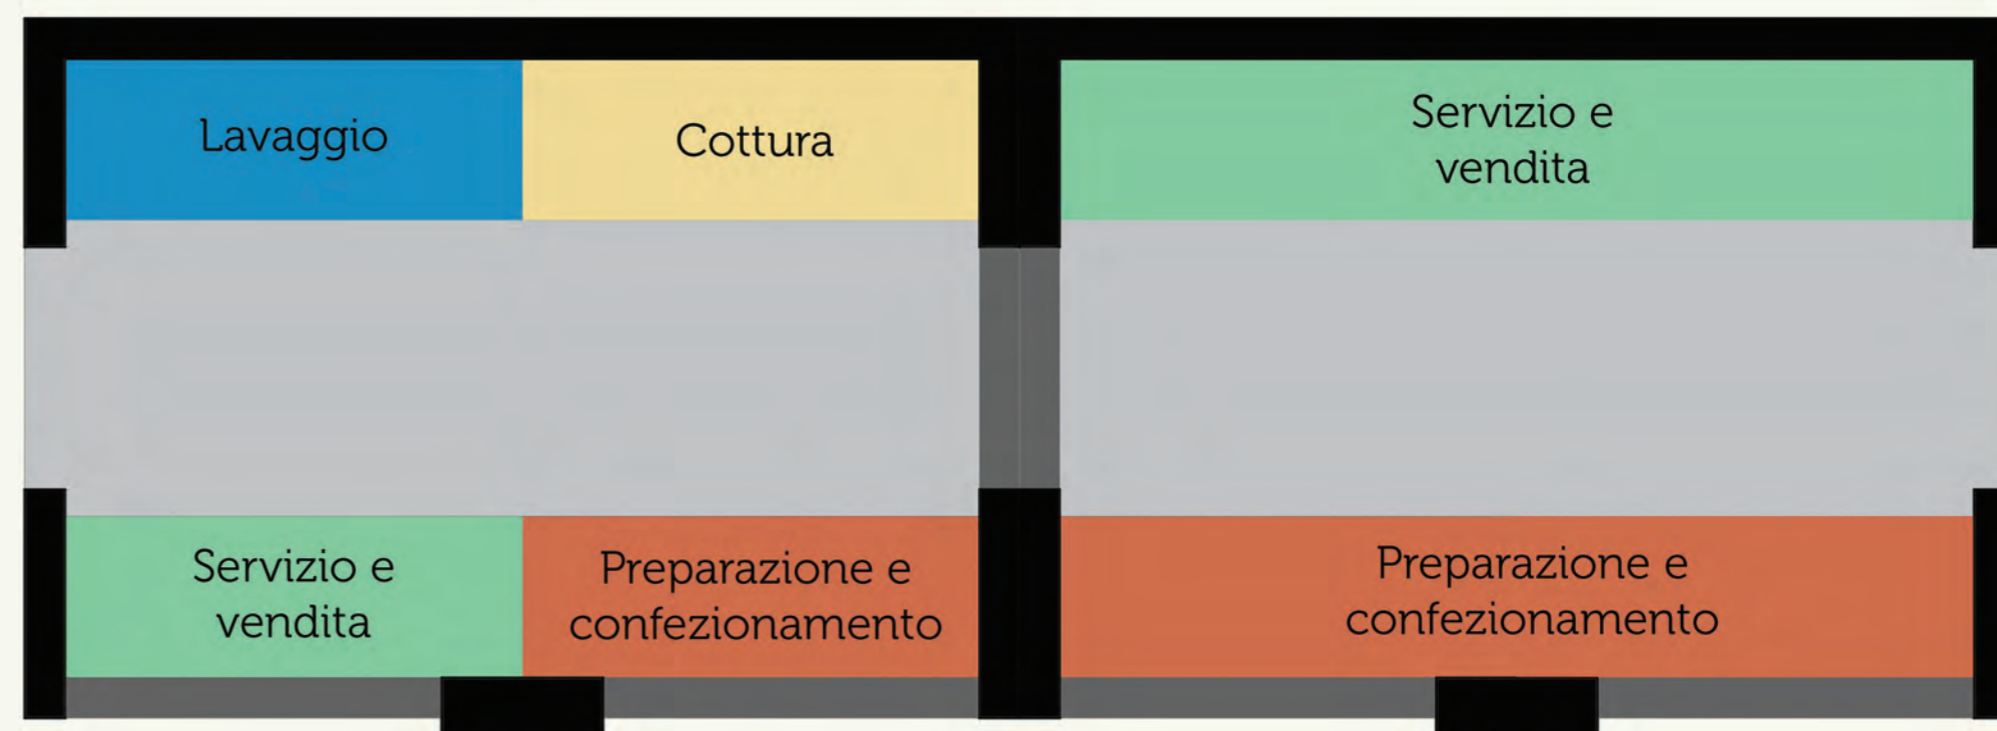 Lavaggio
Cottura
Servizio e
vendita
Servizio e
vendita
Preparazione e
confezionamento
Preparazione e
confezionamento